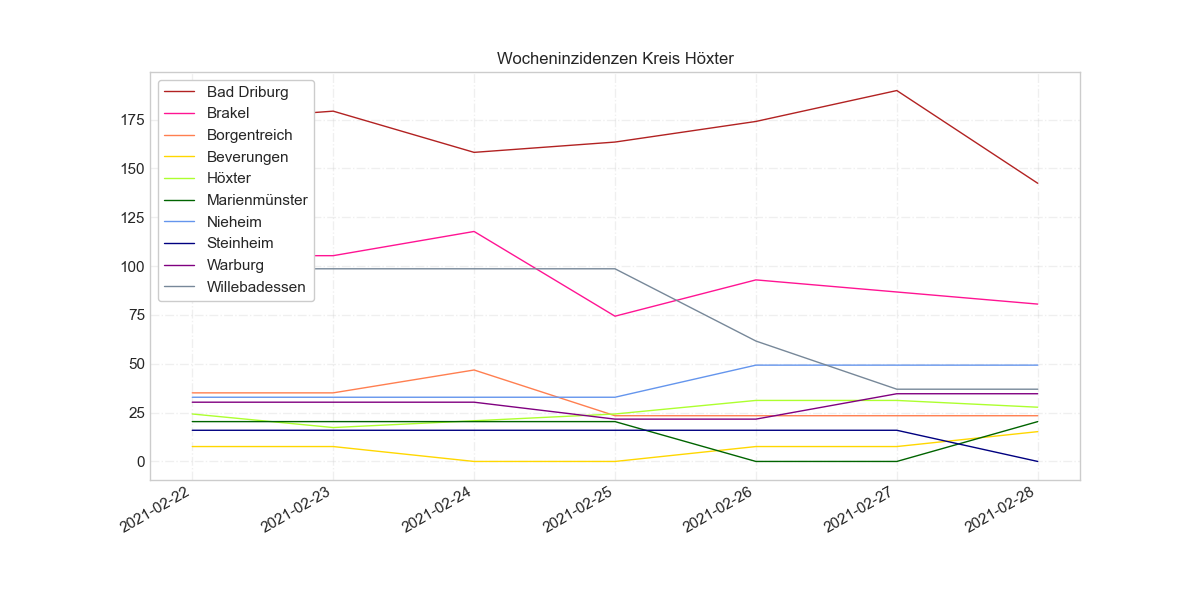 Wocheninzidenzen Kreis Höxter
Bad Driburg
Brakel
Borgentreich
Beverungen
Höxter
Marienmünster
Nieheim
Steinheim
Warburg
Willebadessen
175
150
125
100
75
50
25
0
2021-02-22
2021-02-23
2021-02-24
2021-02-25
2021-02-26
2021-02-27
2021-02-28